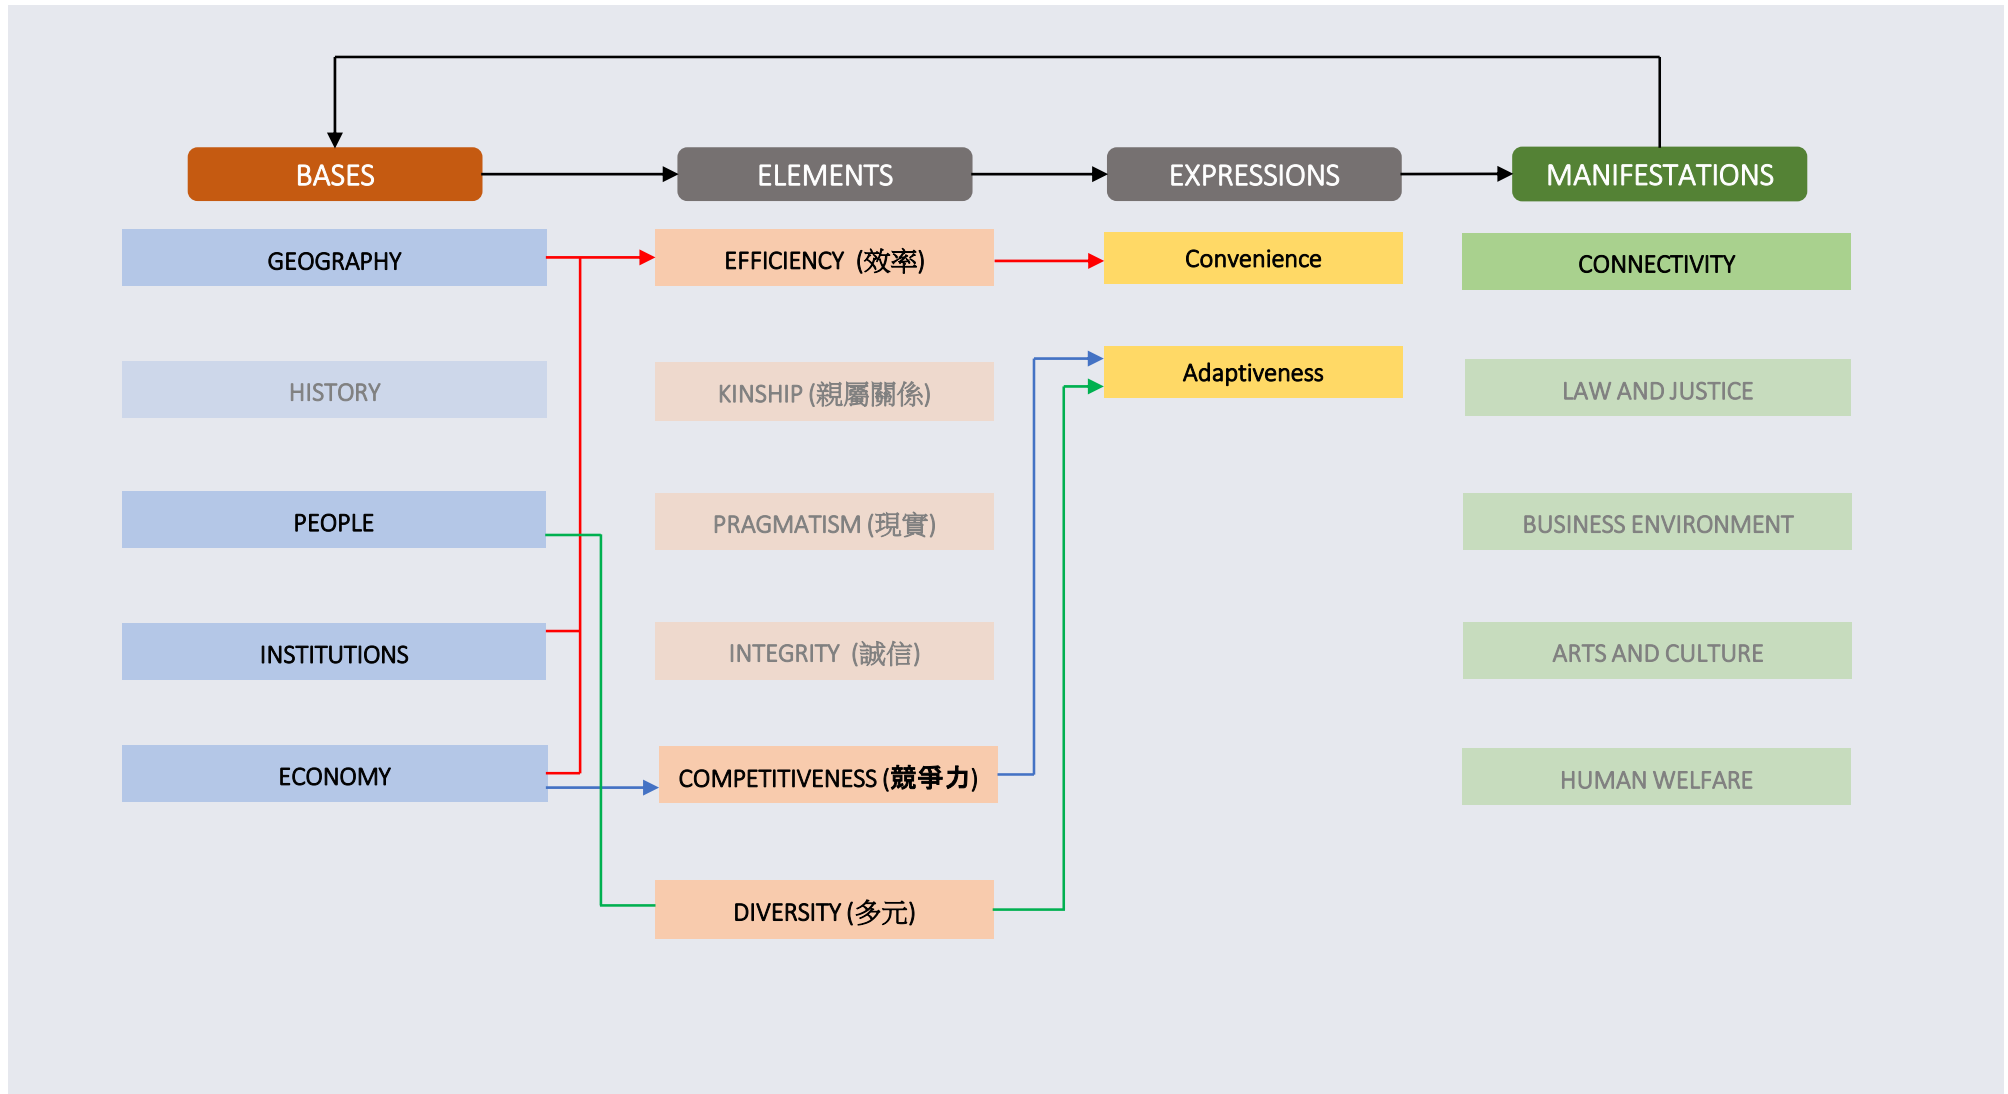 BASES
ELEMENTS
EXPRESSIONS
MANIFESTATIONS
GEOGRAPHY
EFFICIENCY (效率)
Convenience
CONNECTIVITY
HISTORY
KINSHIP (親屬關係)
Adaptiveness
LAW AND JUSTICE
PEOPLE
PRAGMATISM (現實)
BUSINESS ENVIRONMENT
INSTITUTIONS
INTEGRITY (誠信)
ARTS AND CULTURE
ECONOMY
COMPETITIVENESS (競爭力)
HUMAN WELFARE
DIVERSITY (多元)